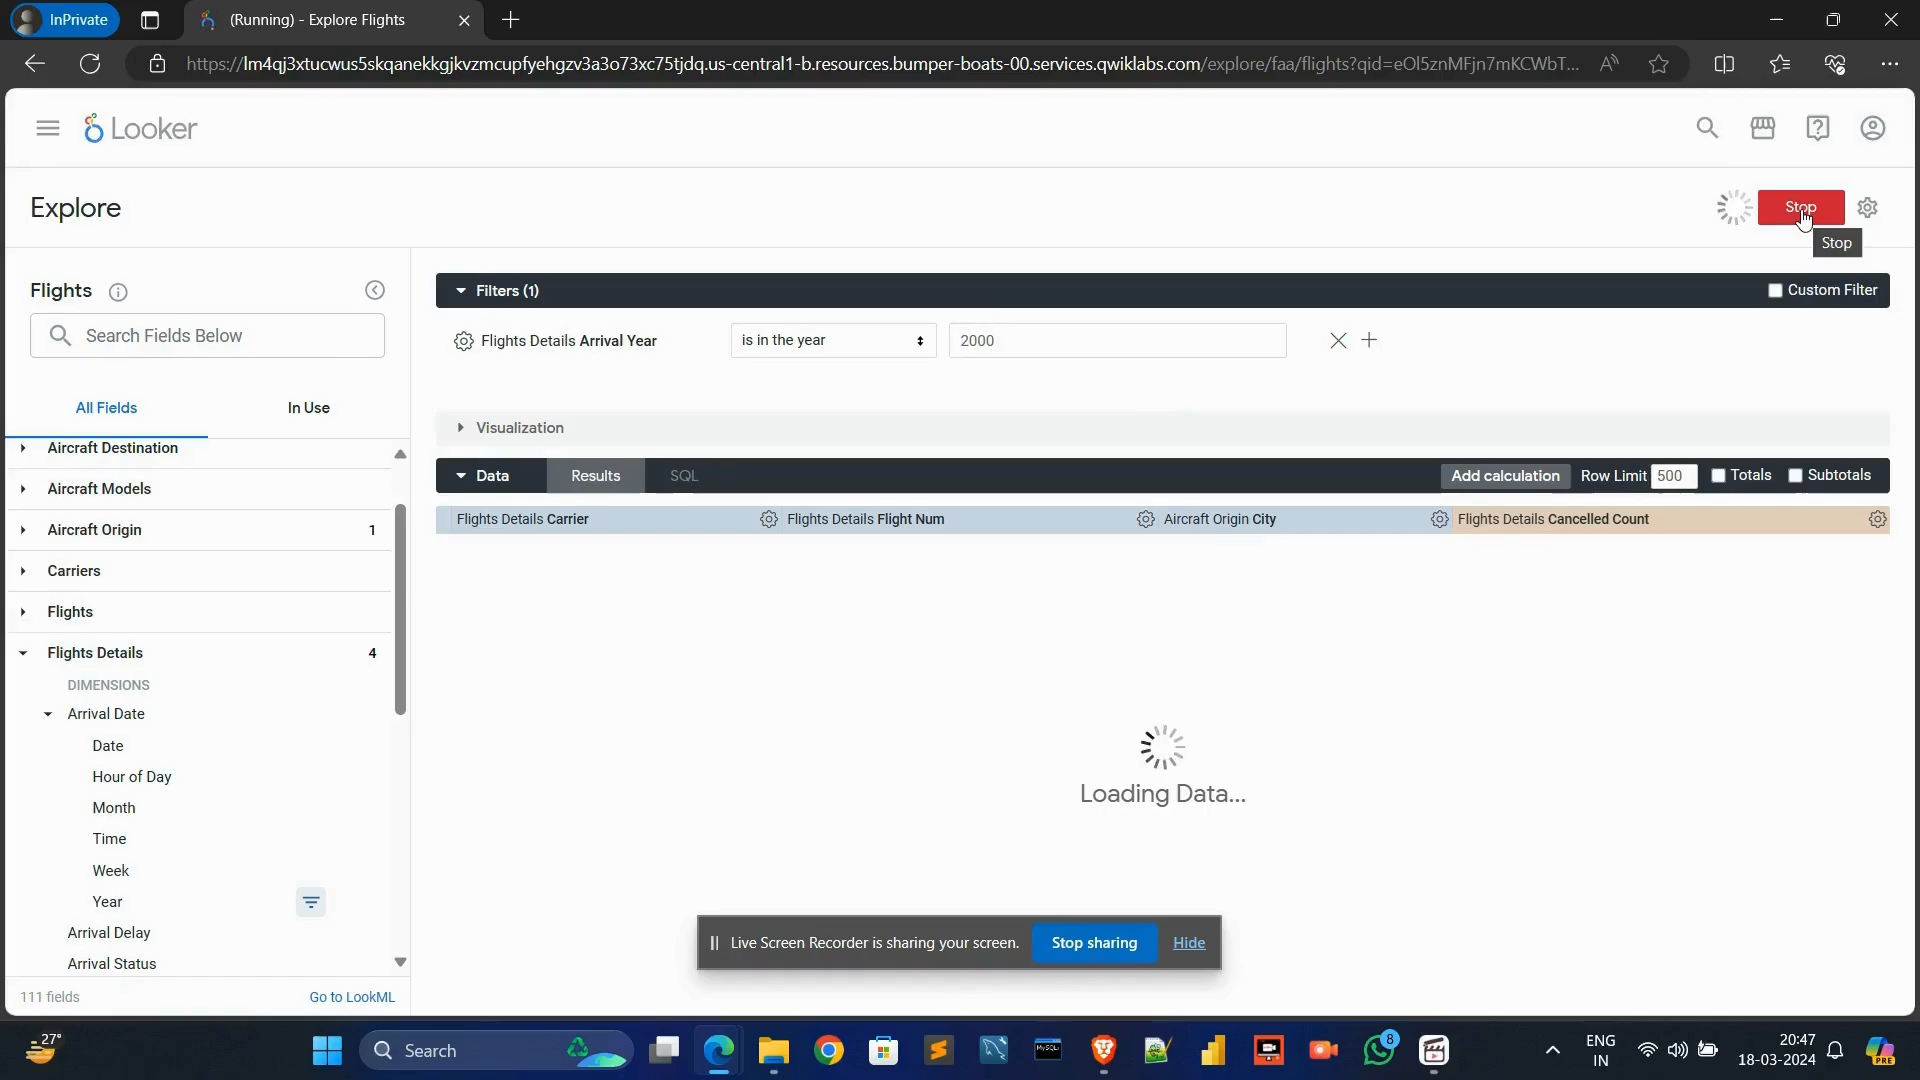 InPrivate
(Running) - Explore Flights
https://lm4qj3xtucwus5skqanekkgjkvzmcupfyehgzv3a3o73xc75tjdq.us-central1-b.resources.bumper-boats-00.services.qwiklabs.com/explore/faa/flights?qid=eOl5znMFjn7mKCWbT...
Looker
Explore
Stop
Stop
Flights
Search Fields Below
All Fields
In Use
Aircraft Destination
Aircraft Models
Aircraft Origin 1
Carriers
Flights
Flights Details 4
DIMENSIONS
Arrival Date
Date
Hour of Day
Month
Time
Week
Year
Arrival Delay
Arrival Status
111 fields
Go to LookML
Filters (1)
Custom Filter
Flights Details Arrival Year
is in the year
2000
Visualization
Data
Results
SQL
Add calculation
Row Limit 500
Totals
Subtotals
Flights Details Carrier
Flights Details Flight Num
Aircraft Origin City
Flights Details Cancelled Count
Loading Data...
Live Screen Recorder is sharing your screen.
Stop sharing
Hide
27°
Search
8
ENG
IN
20:47
18-03-2024
PRE